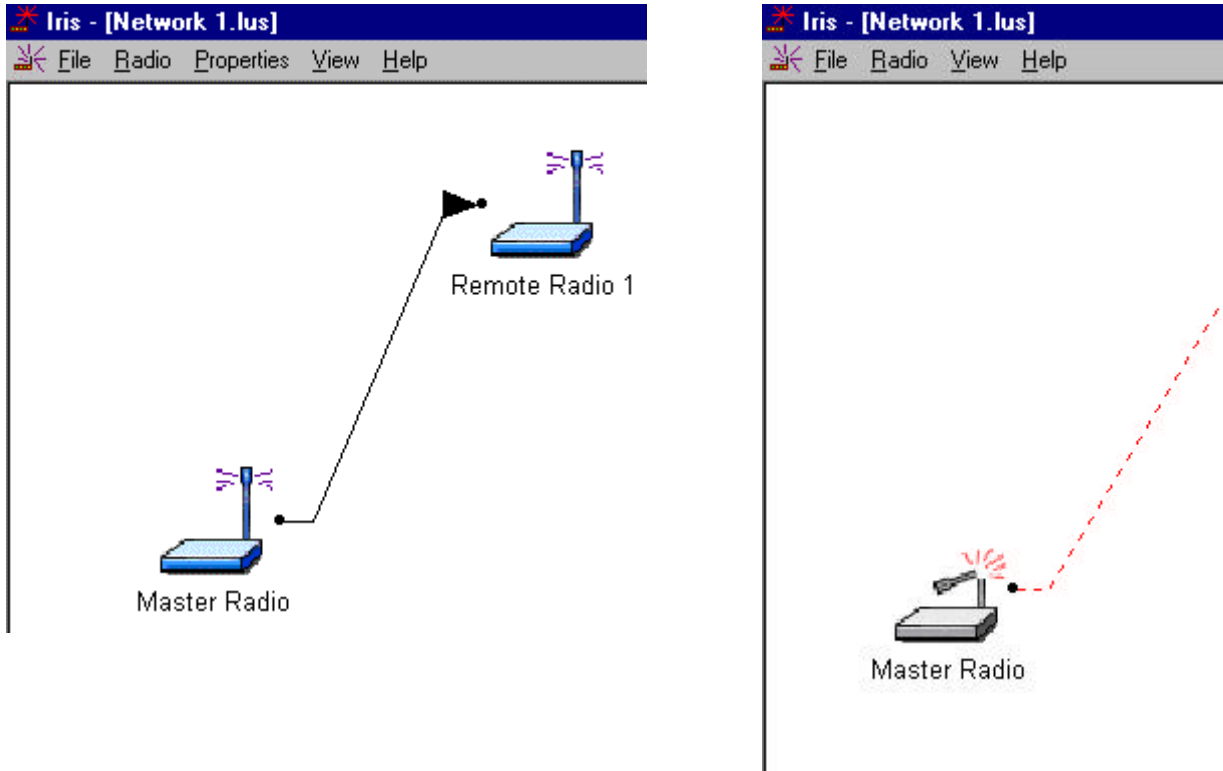 Iris - [Network 1.lus]
File Radio Properties View Help
Remote Radio 1
Master Radio
Iris - [Network 1.lus]
File Radio View Help
Master Radio